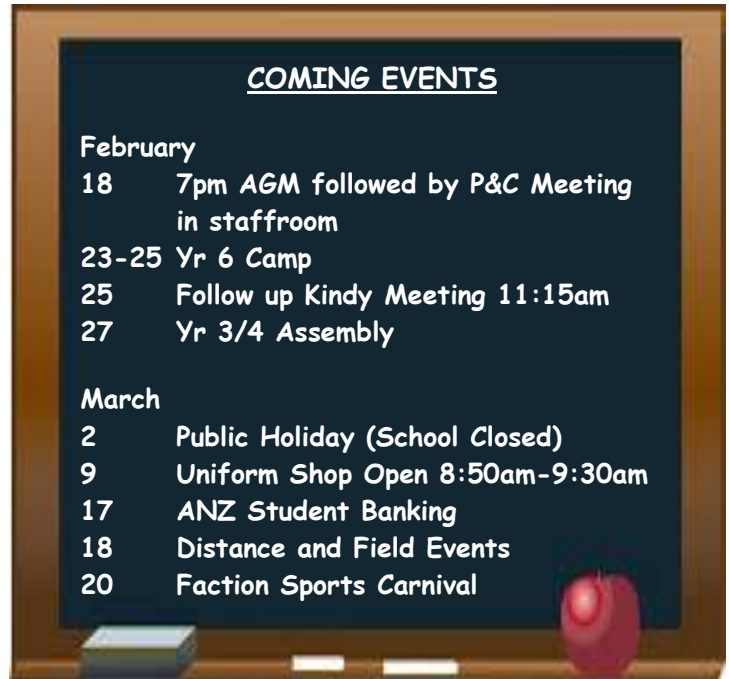 COMING EVENTS
February
18 7pm AGM followed by P&C Meeting
in staffroom
23-25 Yr 6 Camp
25 Follow up Kindy Meeting 11:15am
27 Yr 3/4 Assembly
March
2 Public Holiday (School Closed)
9 Uniform Shop Open 8:50am-9:30am
17 ANZ Student Banking
18 Distance and Field Events
20 Faction Sports Carnival